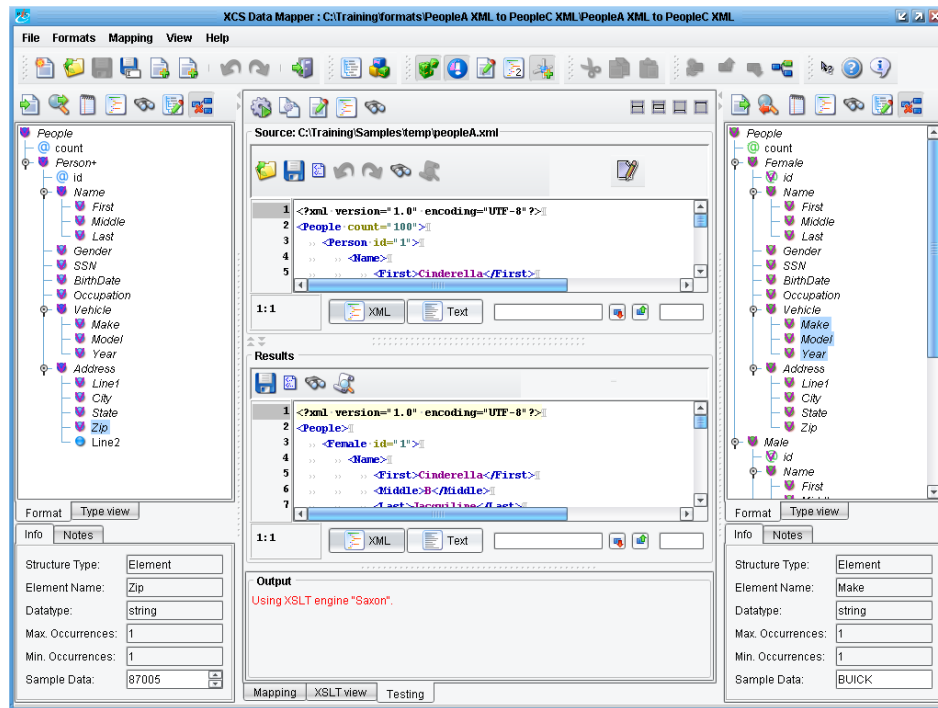 XCS Data Mapper : C:\Training\formats\PeopleA XML to PeopleC XML\PeopleA XML to PeopleC XML
File Formats Mapping View Help
People
count
Person+
id
Name
First
Middle
Last
Gender
SSN
BirthDate
Occupation
Vehicle
Make
Model
Year
Address
Line1
City
State
Zip
Line2
Format Type view
Info Notes
Structure Type: Element
Element Name: Zip
Datatype: string
Max. Occurrences: 1
Min. Occurrences: 1
Sample Data: 87005
Source: C:\Training\Samples\temp\peopleA.xml
1 <?xml version="1.0" encoding="UTF-8"?>
2 <People count="100">
3 <Person id="1">
4 <Name>
5 <First>Cinderella</First>
1:1 XML Text
Results
1 <?xml version="1.0" encoding="UTF-8"?>
2 <People>
3 <Female id="1">
4 <Name>
5 <First>Cinderella</First>
6 <Middle>B</Middle>
7 <Last>Jacquiline</Last>
1:1 XML Text
Output
Using XSLT engine "Saxon".
Mapping XSLT view Testing
People
count
Female
id
Name
First
Middle
Last
Gender
SSN
BirthDate
Occupation
Vehicle
Make
Model
Year
Address
Line1
City
State
Zip
Male
id
Name
First
Format Type view
Info Notes
Structure Type: Element
Element Name: Make
Datatype: string
Max. Occurrences: 1
Min. Occurrences: 1
Sample Data: BUICK